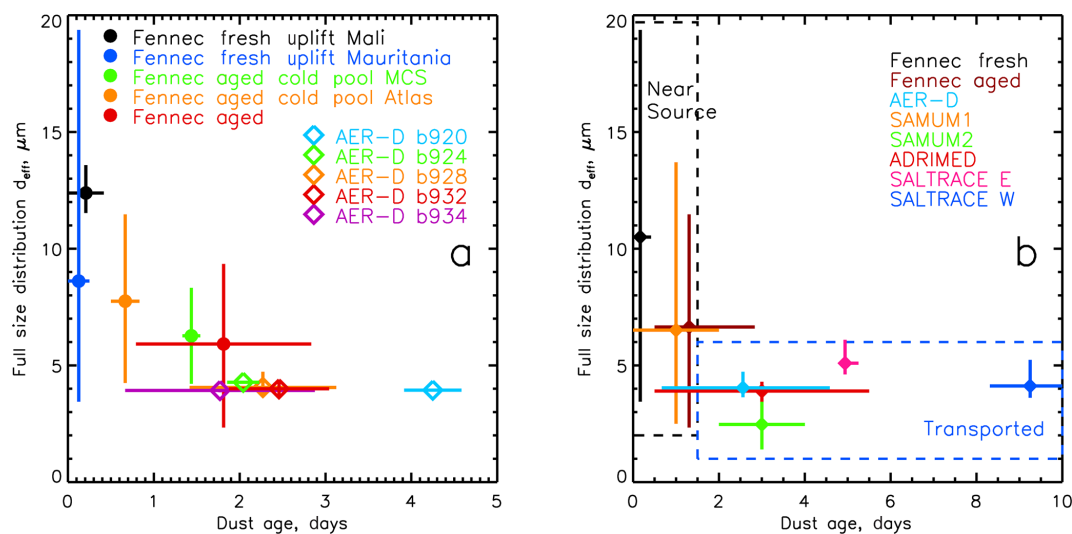 20
15
10
5
0
0 1 2 3 4 5
Full size distribution d_eff, μm
Dust age, days
Fennec fresh uplift Mali
Fennec fresh uplift Mauritania
Fennec aged cold pool MCS
Fennec aged cold pool Atlas
Fennec aged
AER-D b920
AER-D b924
AER-D b928
AER-D b932
AER-D b934
a
20
15
10
5
0
0 2 4 6 8 10
Full size distribution d_eff, μm
Dust age, days
Near
Source
Fennec fresh
Fennec aged
AER-D
SAMUM1
SAMUM2
ADRIMED
SALTRACE E
SALTRACE W
b
Transported